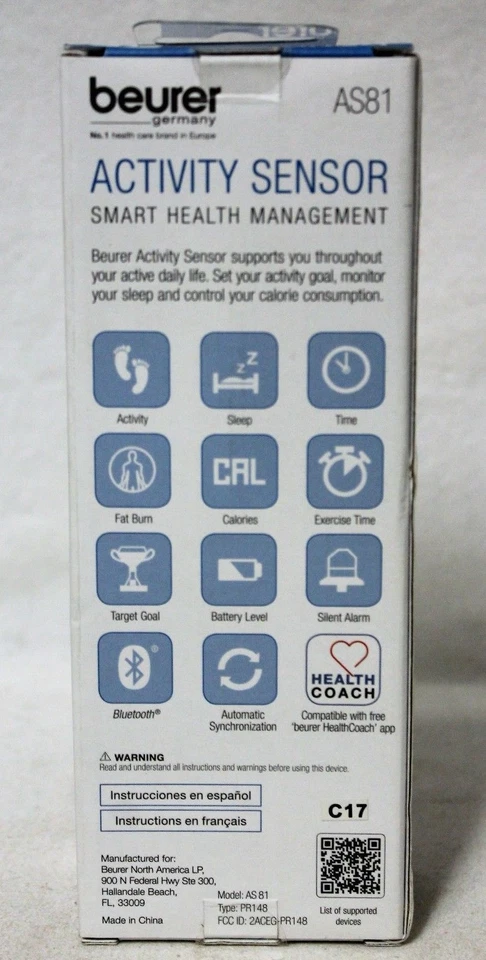 beurer
germany
No. 1 health care brand in Europe
AS81
ACTIVITY SENSOR
SMART HEALTH MANAGEMENT
Beurer Activity Sensor supports you throughout
your active daily life. Set your activity goal, monitor
your sleep and control your calorie consumption.
z Z Z
Activity
Sleep
Time
CAL
Fat Burn
Calories
Exercise Time
Target Goal
Battery Level
Silent Alarm
®
HEALTH
COACH
Bluetooth®
Automatic
Synchronization
Compatible with free
'beurer HealthCoach' app
WARNING
Read and understand all instructions and warnings before using this device.
Instrucciones en español
Instructions en français
C17
Manufactured for:
Beurer North America LP,
900 N Federal Hwy Ste 300,
Hallandale Beach,
FL, 33009
Made in China
Model: AS 81
Type: PR148
FCC ID: 2ACEG-PR148
List of supported
devices